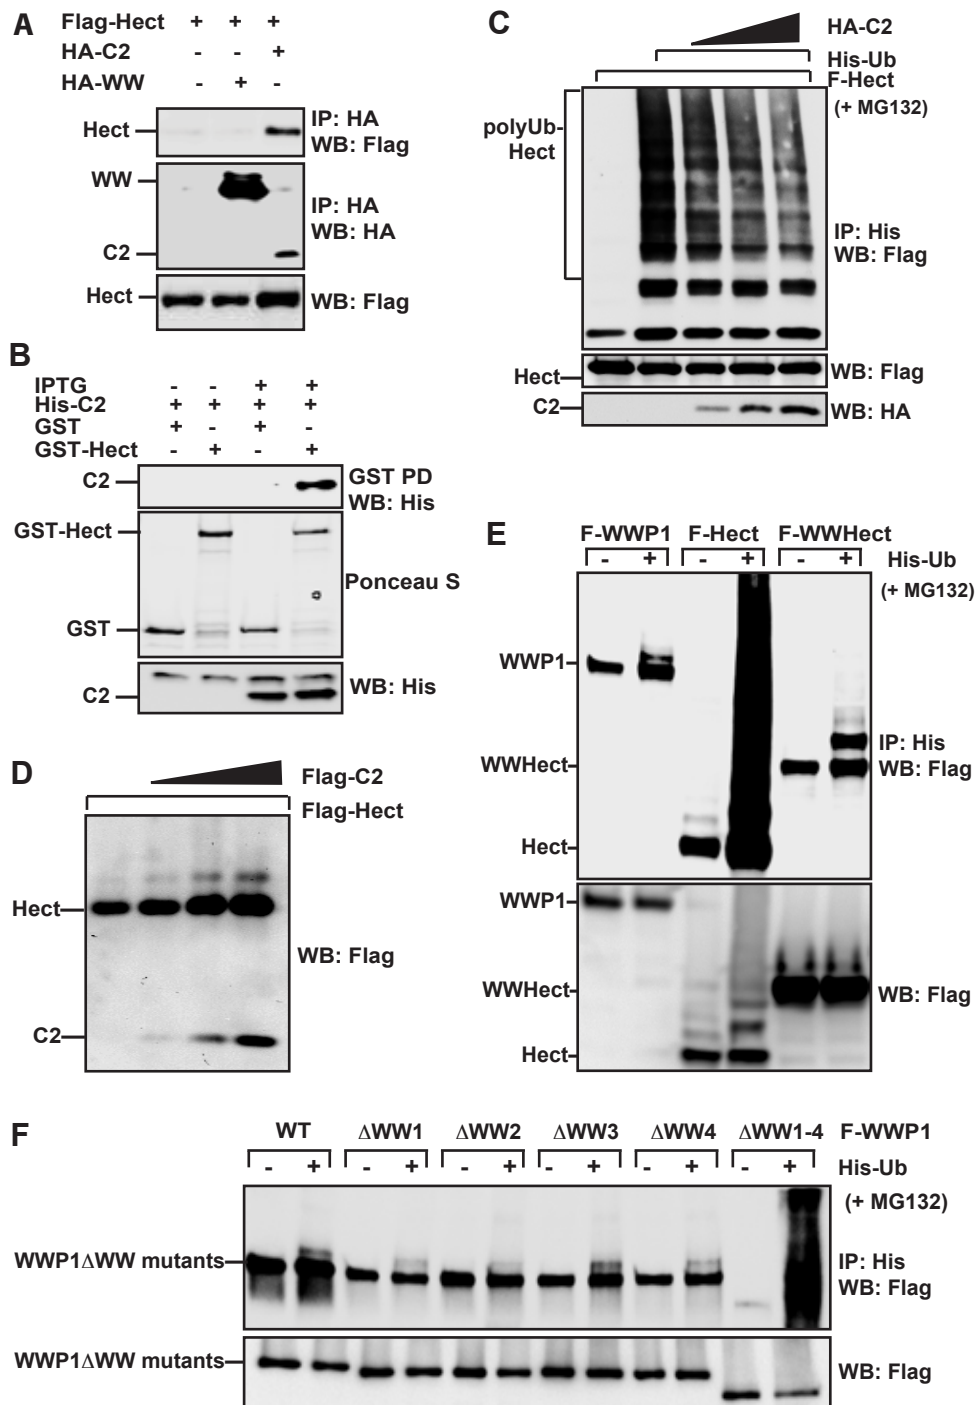 A
Flag-Hect + + +
HA-C2 - - +
HA-WW - + -
Hect
IP: HA
WB: Flag
WW
IP: HA
WB: HA
C2
Hect
WB: Flag
B
IPTG - - + +
His-C2 + + + +
GST + - + -
GST-Hect - + - +
C2
GST PD
WB: His
GST-Hect
Ponceau S
GST
WB: His
C2
C
HA-C2
His-Ub
F-Hect
(+ MG132)
polyUb-
Hect
IP: His
WB: Flag
Hect
WB: Flag
C2
WB: HA
D
Flag-C2
Flag-Hect
Hect
WB: Flag
C2
E
F-WWP1 F-Hect F-WWHect
- + - + - + His-Ub
(+ MG132)
WWP1
WWHect
IP: His
WB: Flag
Hect
WWP1
WWHect
WB: Flag
Hect
F
WT ΔWW1 ΔWW2 ΔWW3 ΔWW4 ΔWW1-4 F-WWP1
- + - + - + - + - + - + His-Ub
(+ MG132)
WWP1ΔWW mutants
IP: His
WB: Flag
WWP1ΔWW mutants
WB: Flag